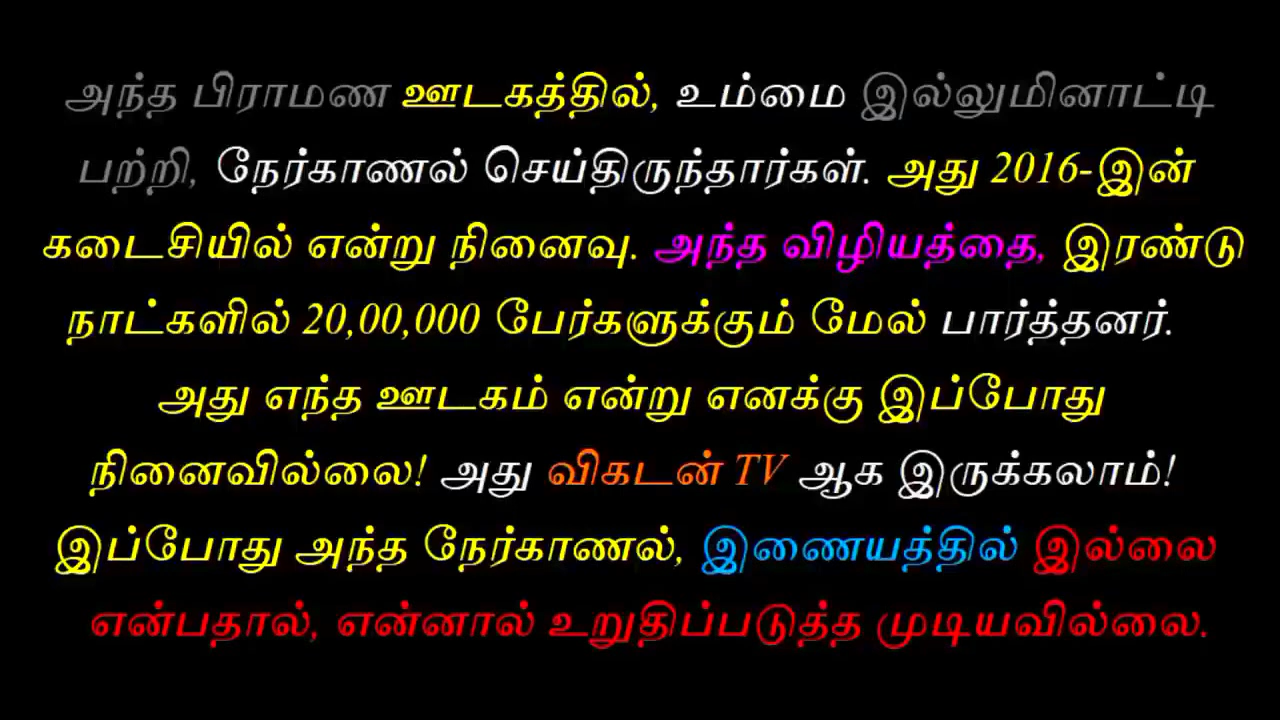 அந்த பிராமண ஊடகத்தில், உம்மை இல்லுமினாட்டி
பற்றி, நேர்காணல் செய்திருந்தார்கள். அது 2016-இன்
கடைசியில் என்று நினைவு. அந்த விழியத்தை, இரண்டு
நாட்களில் 20,00,000 பேர்களுக்கும் மேல் பார்த்தனர்.
அது எந்த ஊடகம் என்று எனக்கு இப்போது
நினைவில்லை! அது விகடன் TV ஆக இருக்கலாம்!
இப்போது அந்த நேர்காணல், இணையத்தில் இல்லை
என்பதால், என்னால் உறுதிப்படுத்த முடியவில்லை.